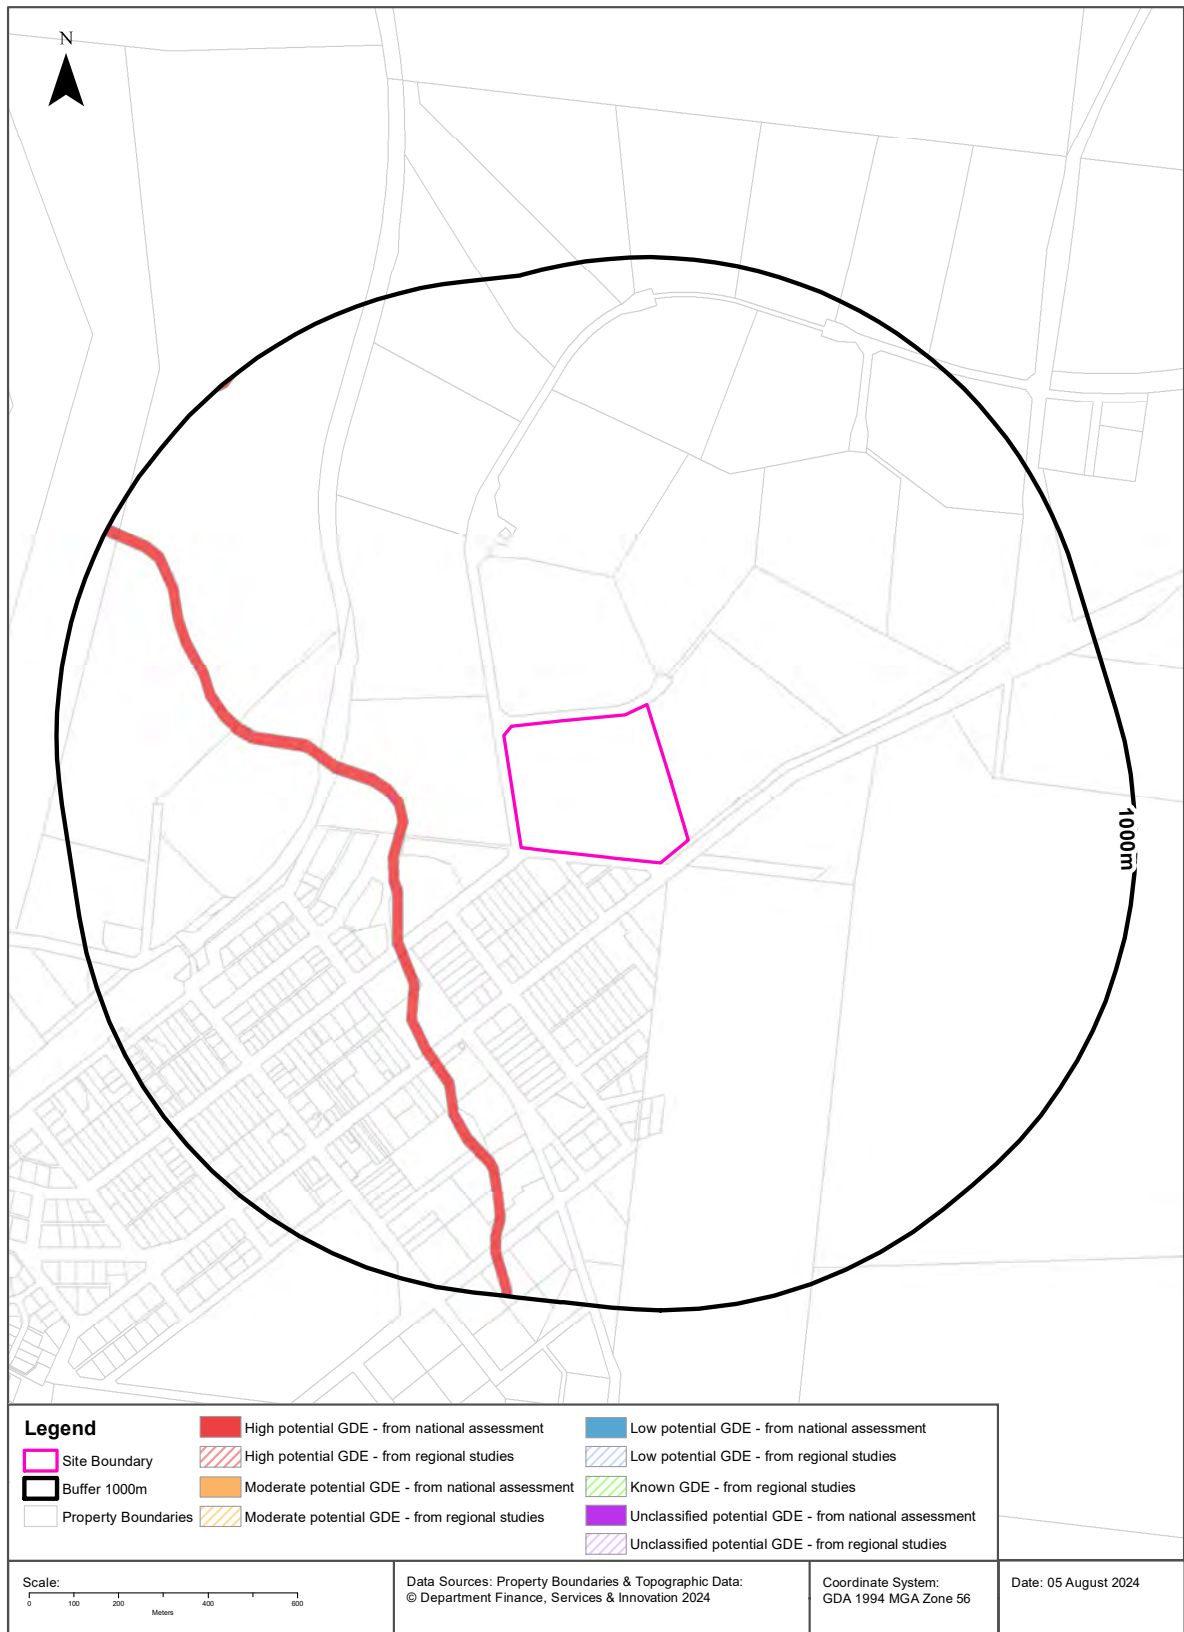 N
1000m
Legend
Site Boundary
Buffer 1000m
Property Boundaries
High potential GDE - from national assessment
High potential GDE - from regional studies
Moderate potential GDE - from national assessment
Moderate potential GDE - from regional studies
Low potential GDE - from national assessment
Low potential GDE - from regional studies
Known GDE - from regional studies
Unclassified potential GDE - from national assessment
Unclassified potential GDE - from regional studies
Scale:
0 100 200 400 600
Meters
Data Sources: Property Boundaries & Topographic Data:
© Department Finance, Services & Innovation 2024
Coordinate System:
GDA 1994 MGA Zone 56
Date: 05 August 2024